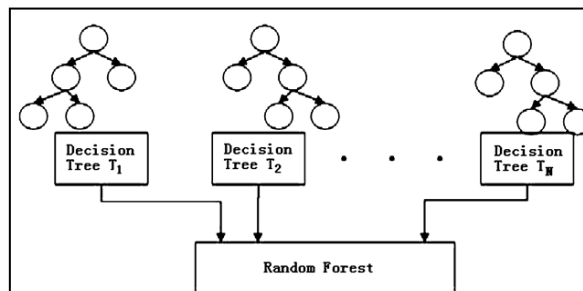 Decision
Tree T1
Decision
Tree T2
. . .
Decision
Tree TN
Random Forest